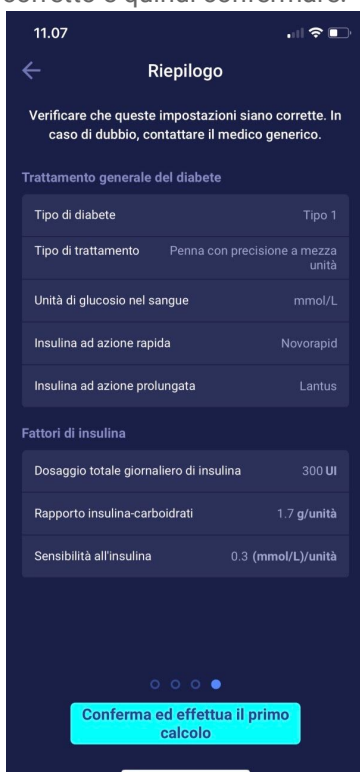 corretto e quindi confermare.
11.07
Riepilogo
Verificare che queste impostazioni siano corrette. In
caso di dubbio, contattare il medico generico.
Trattamento generale del diabete
Tipo di diabete Tipo 1
Tipo di trattamento Penna con precisione a mezza
unità
Unità di glucosio nel sangue mmol/L
Insulina ad azione rapida Novorapid
Insulina ad azione prolungata Lantus
Fattori di insulina
Dosaggio totale giornaliero di insulina 300 UI
Rapporto insulina-carboidrati 1.7 g/unità
Sensibilità all'insulina 0.3 (mmol/L)/unità
Conferma ed effettua il primo
calcolo